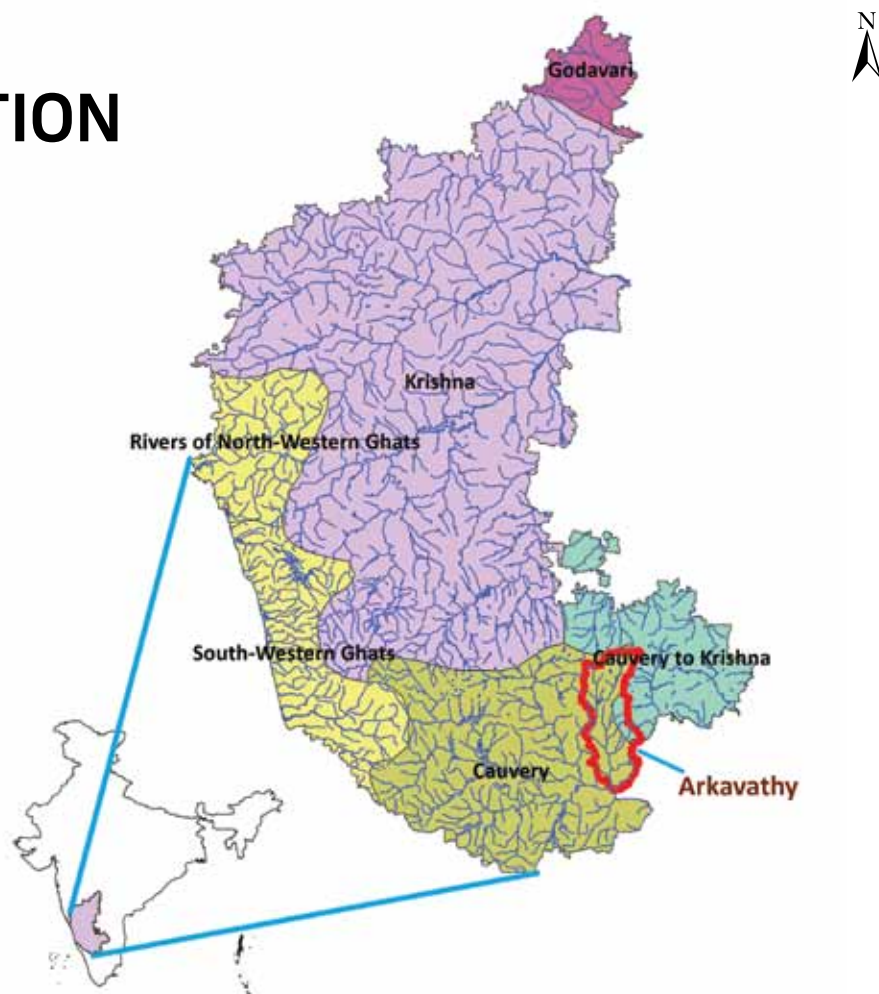 N
TION
Godavari
Krishna
Rivers of North-Western Ghats
South-Western Ghats
Cauvery to Krishna
Cauvery
Arkavathy